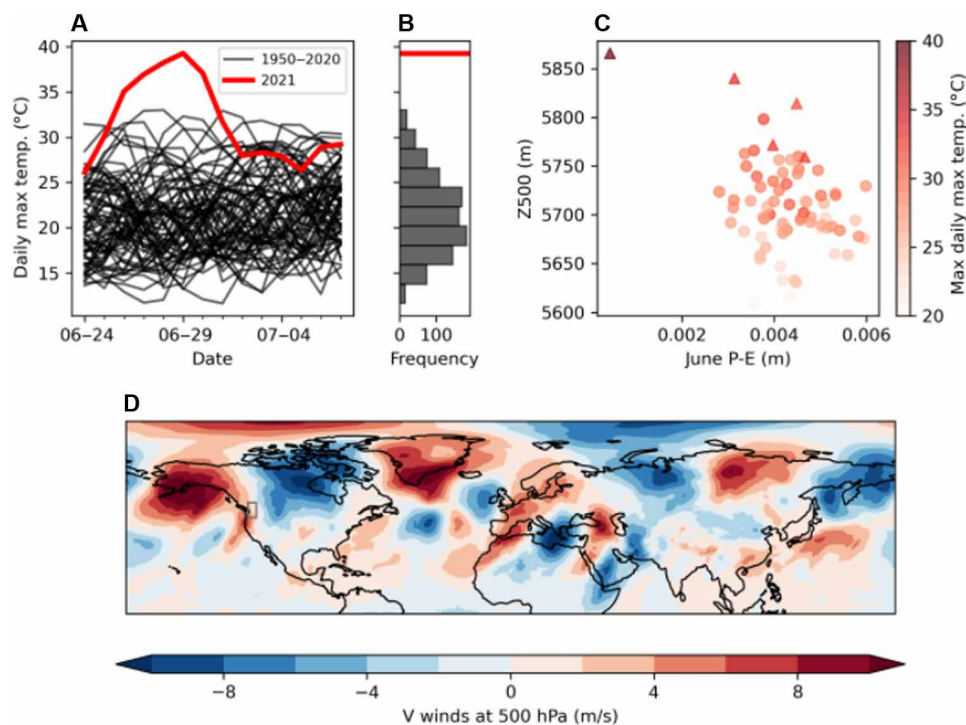 A
B
C
40
35
30
25
20
15
Daily max temp. (°C)
1950−2020
2021
06−24
06−29
07−04
Date
0
100
Frequency
5850
5800
5750
5700
5650
5600
Z500 (m)
0.002
0.004
0.006
June P-E (m)
40
35
30
25
20
Max daily max temp. (°C)
D
−8
−4
0
4
8
V winds at 500 hPa (m/s)